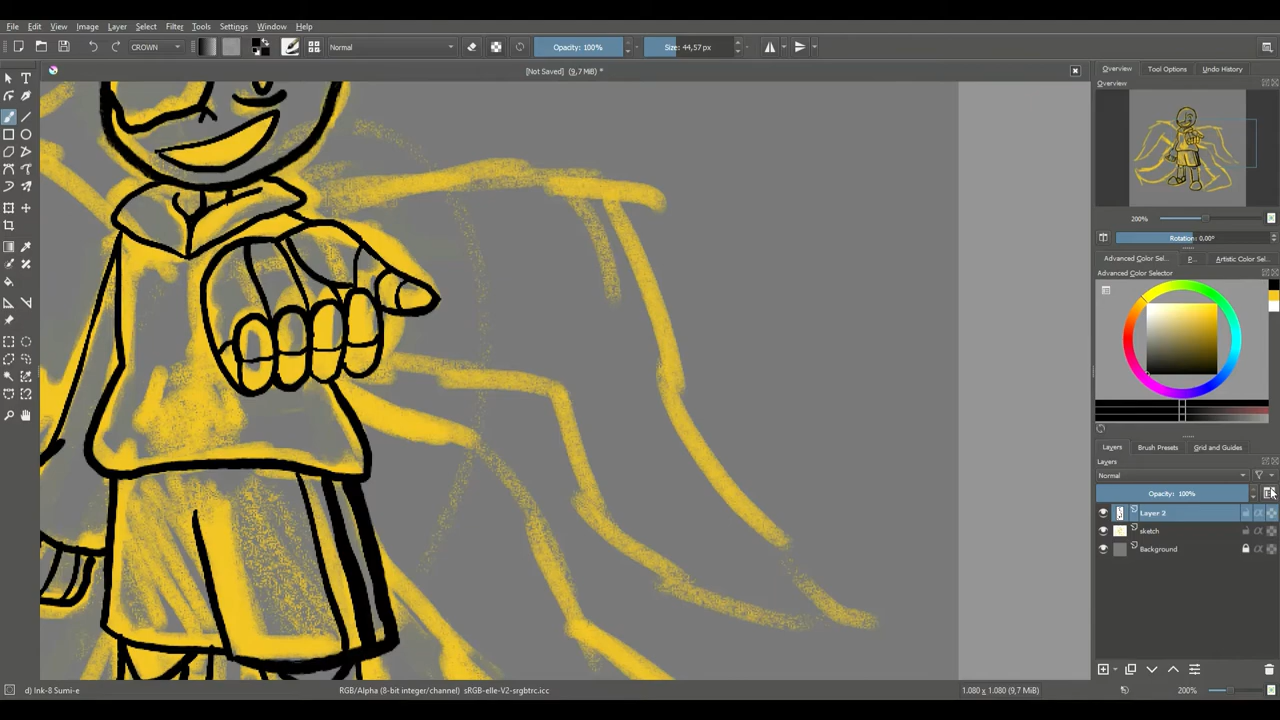 File Edit View Image Layer Select Filter Tools Settings Window Help
CROWN Normal Opacity: 100% Size: 44,57 px
[Not Saved] (9,7 MiB) *
Overview Tool Options Undo History
Overview
200%
Rotation: 0.00°
Advanced Color Sel... P... Artistic Color Sel...
Advanced Color Selector
Layers Brush Presets Grid and Guides
Layers
Normal
Opacity: 100%
Layer 2
sketch
Background
d) Ink-8 Sumi-e RGB/Alpha (8-bit integer/channel) sRGB-elle-V2-srgbtrc.icc 1.080 x 1.080 (9,7 MiB) 200%